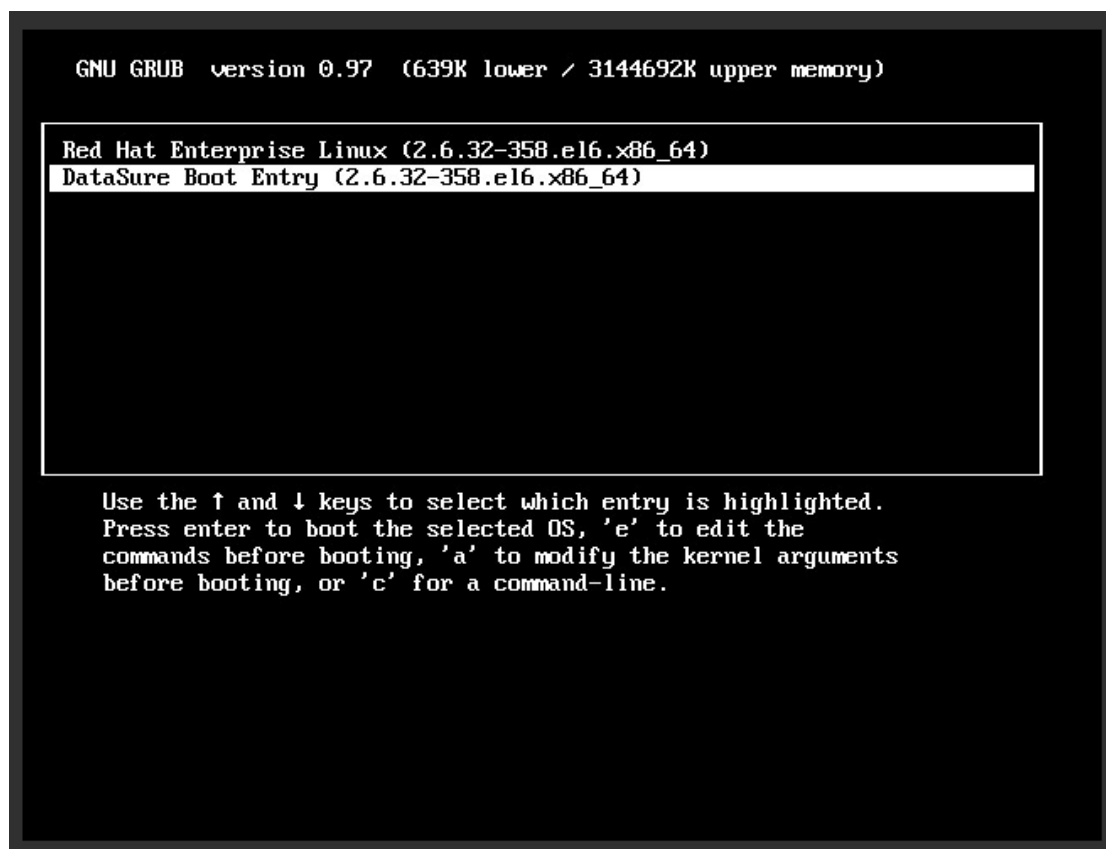 GNU GRUB version 0.97 (639K lower / 3144692K upper memory)
Red Hat Enterprise Linux (2.6.32-358.el6.x86_64)
DataSure Boot Entry (2.6.32-358.el6.x86_64)
Use the ↑ and ↓ keys to select which entry is highlighted.
Press enter to boot the selected OS, 'e' to edit the
commands before booting, 'a' to modify the kernel arguments
before booting, or 'c' for a command-line.